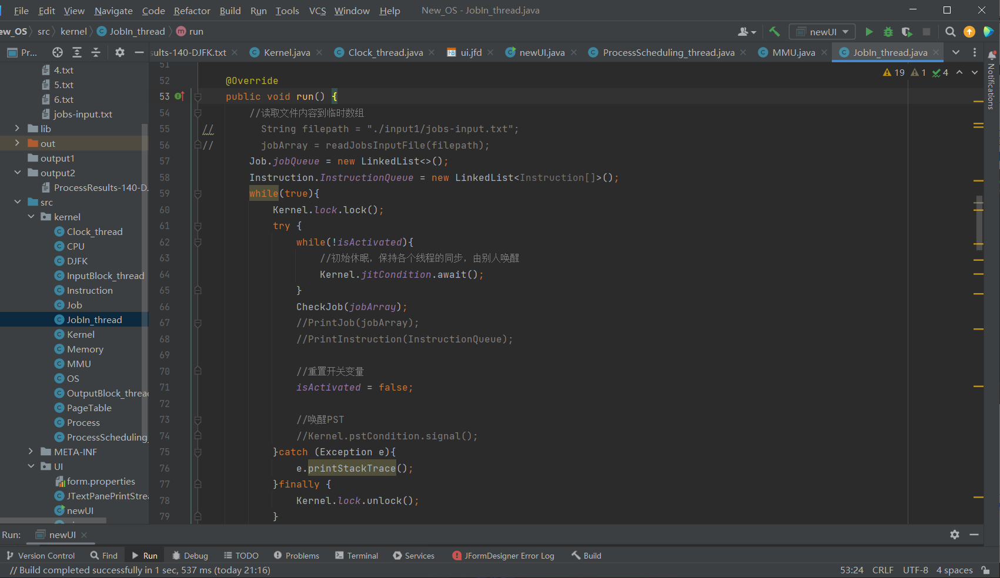 File Edit View Navigate Code Refactor Build Run Tools VCS Window Help New_OS - JobIn_thread.java
ew_OS src kernel JobIn_thread run newUI
Pr... sults-140-DJFK.txt Kernel.java Clock_thread.java ui.jfd newUI.java ProcessScheduling_thread.java MMU.java JobIn_thread.java
Notifications
19 1 4
4.txt
5.txt
6.txt
jobs-input.txt
lib
out
output1
output2
ProcessResults-140-D
src
kernel
Clock_thread
CPU
DJFK
InputBlock_thread
Instruction
Job
JobIn_thread
Kernel
Memory
MMU
OS
OutputBlock_threa
PageTable
Process
ProcessScheduling_
META-INF
UI
form.properties
JTextPanePrintStrea
newUI
51
52 @Override
53 public void run() {
54 //读取文件内容到临时数组
55 // String filepath = "./input1/jobs-input.txt";
56 // jobArray = readJobsInputFile(filepath);
57 Job.jobQueue = new LinkedList<>();
58 Instruction.InstructionQueue = new LinkedList<Instruction[]>();
59 while(true){
60 Kernel.lock.lock();
61 try {
62 while(!isActivated){
63 //初始休眠，保持各个线程的同步，由别人唤醒
64 Kernel.jitCondition.await();
65 }
66 CheckJob(jobArray);
67 //PrintJob(jobArray);
68 //PrintInstruction(InstructionQueue);
69
70 //重置开关变量
71 isActivated = false;
72
73 //唤醒PST
74 //Kernel.pstCondition.signal();
75 }catch (Exception e){
76 e.printStackTrace();
77 }finally {
78 Kernel.lock.unlock();
79 }
Run: newUI
Version Control Find Run Debug TODO Problems Terminal Services JFormDesigner Error Log Build
// Build completed successfully in 1 sec, 537 ms (today 21:16) 53:24 CRLF UTF-8 4 spaces